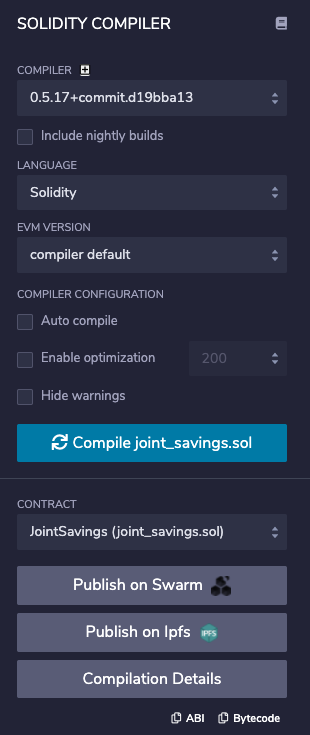 SOLIDITY COMPILER
COMPILER
0.5.17+commit.d19bba13
Include nightly builds
LANGUAGE
Solidity
EVM VERSION
compiler default
COMPILER CONFIGURATION
Auto compile
Enable optimization 200
Hide warnings
Compile joint_savings.sol
CONTRACT
JointSavings (joint_savings.sol)
Publish on Swarm
Publish on Ipfs IPFS
Compilation Details
ABI Bytecode